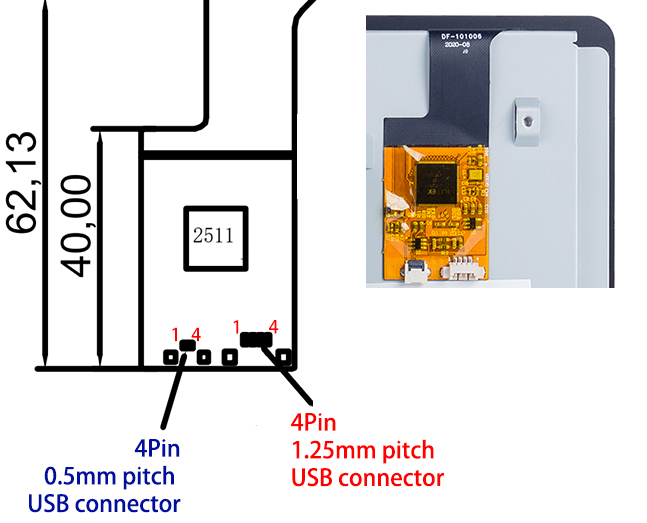 62,13
40,00
2511
1 4
1 4
4Pin
0.5mm pitch
USB connector
4Pin
1.25mm pitch
USB connector
DF-101006
2020-08